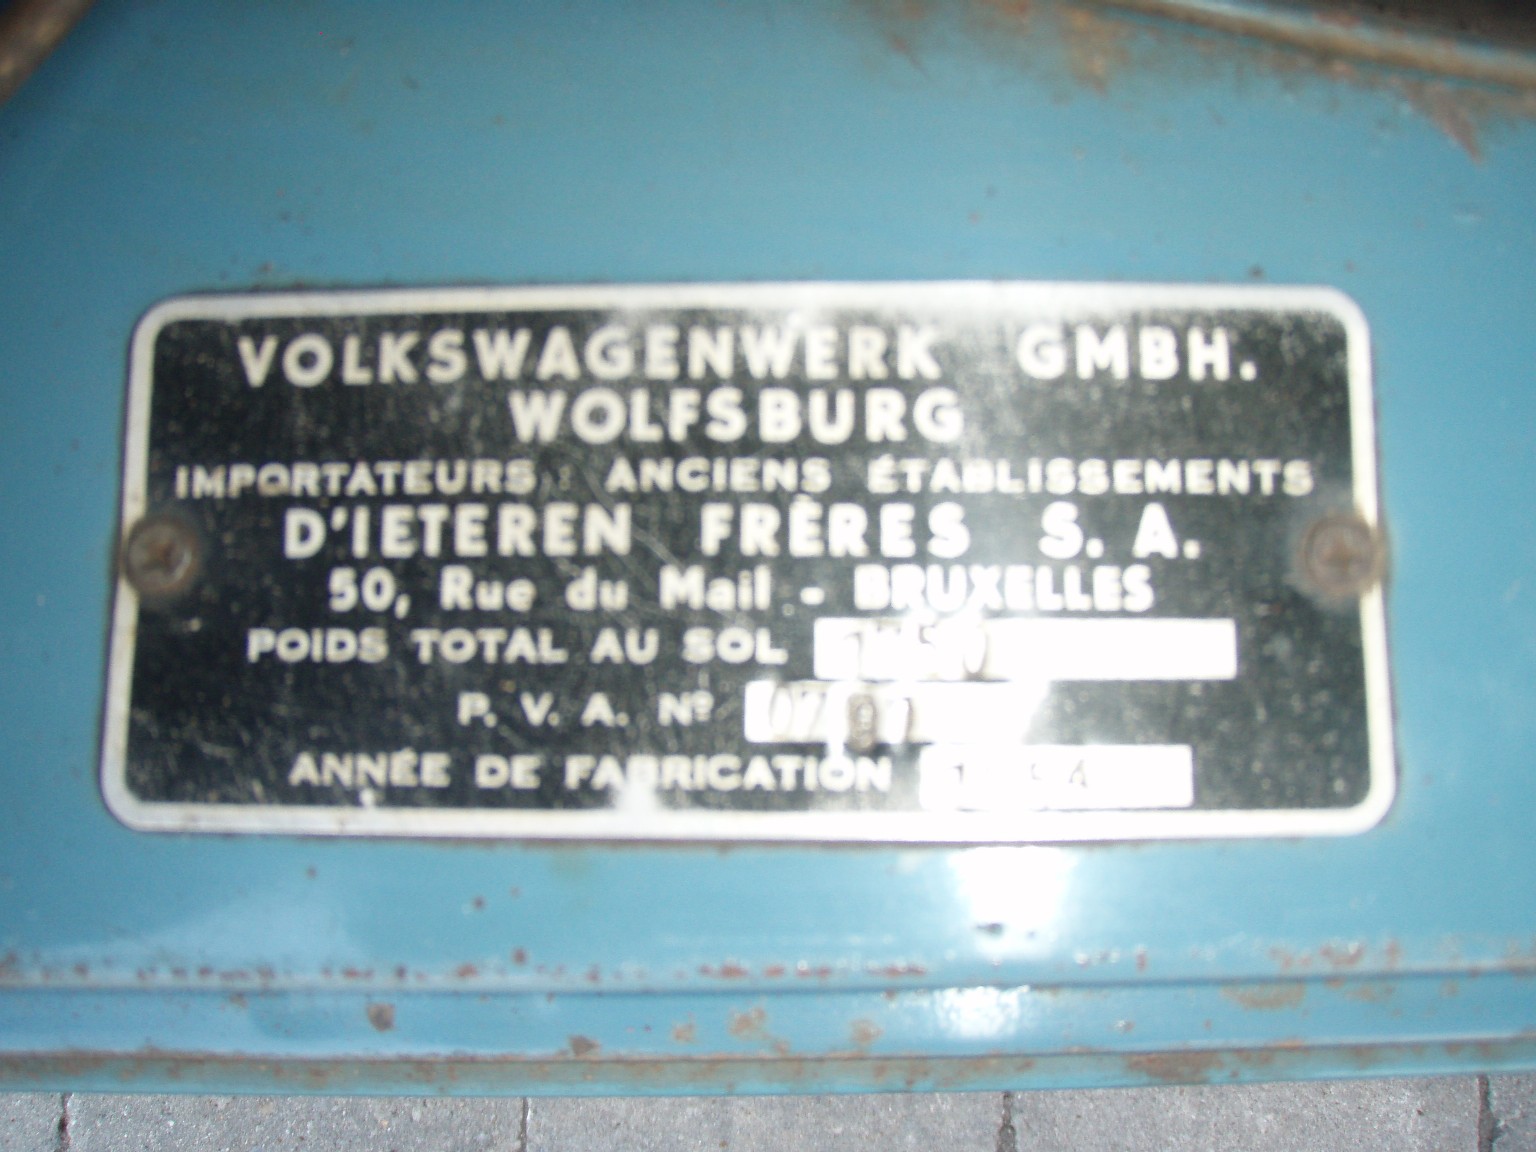 VOLKSWAGENWERK GMBH.
WOLFSBURG
IMPORTATEURS : ANCIENS ÉTABLISSEMENTS
D'IETEREN FRÈRES S. A.
50, Rue du Mail - BRUXELLES
POIDS TOTAL AU SOL
P. V. A. Nº
ANNÉE DE FABRICATION